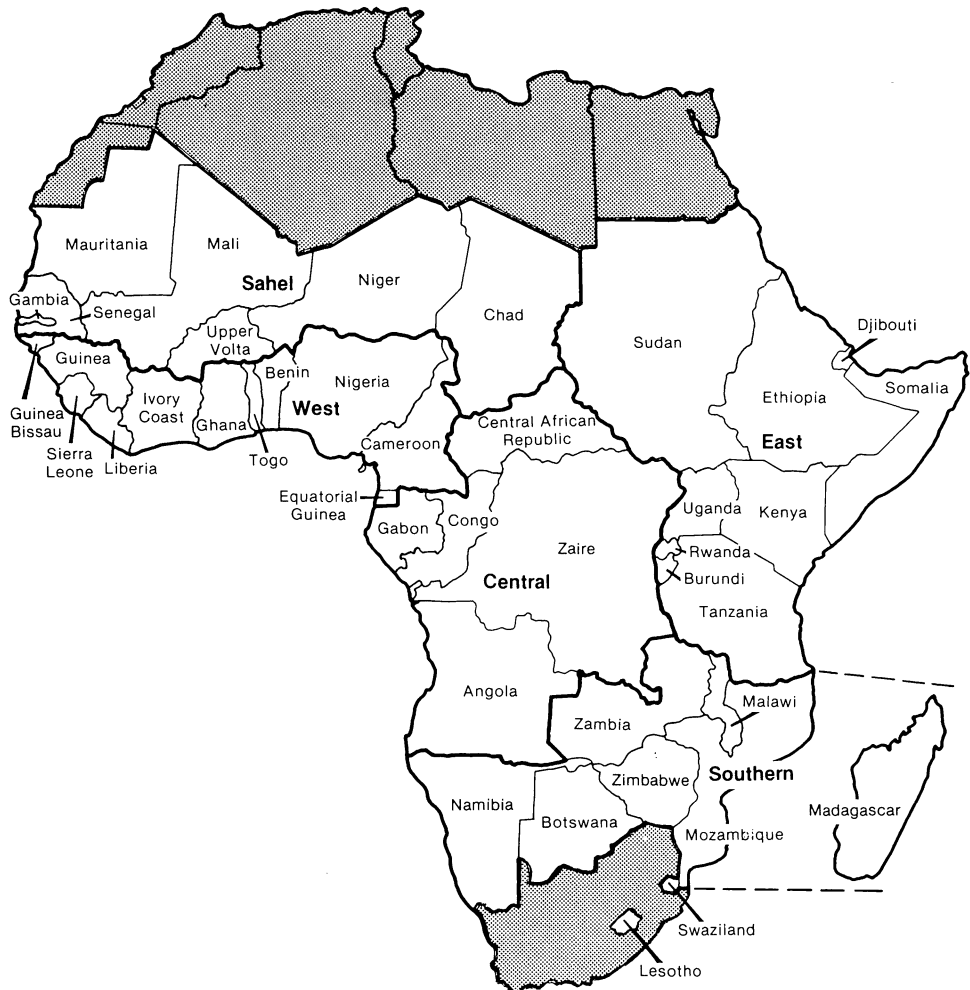 Mauritania
Mali
Sahel
Niger
Gambia
Senegal
Chad
Upper
Volta
Sudan
Djibouti
Guinea
Benin
Nigeria
Ethiopia
Somalia
Ivory
Coast
West
Guinea
Bissau
Ghana
Central African
Republic
East
Sierra
Leone
Liberia
Togo
Cameroon
Equatorial
Guinea
Gabon
Congo
Uganda
Kenya
Zaire
Rwanda
Central
Burundi
Tanzania
Angola
Malawi
Zambia
Zimbabwe
Southern
Namibia
Botswana
Madagascar
Mozambique
Swaziland
Lesotho